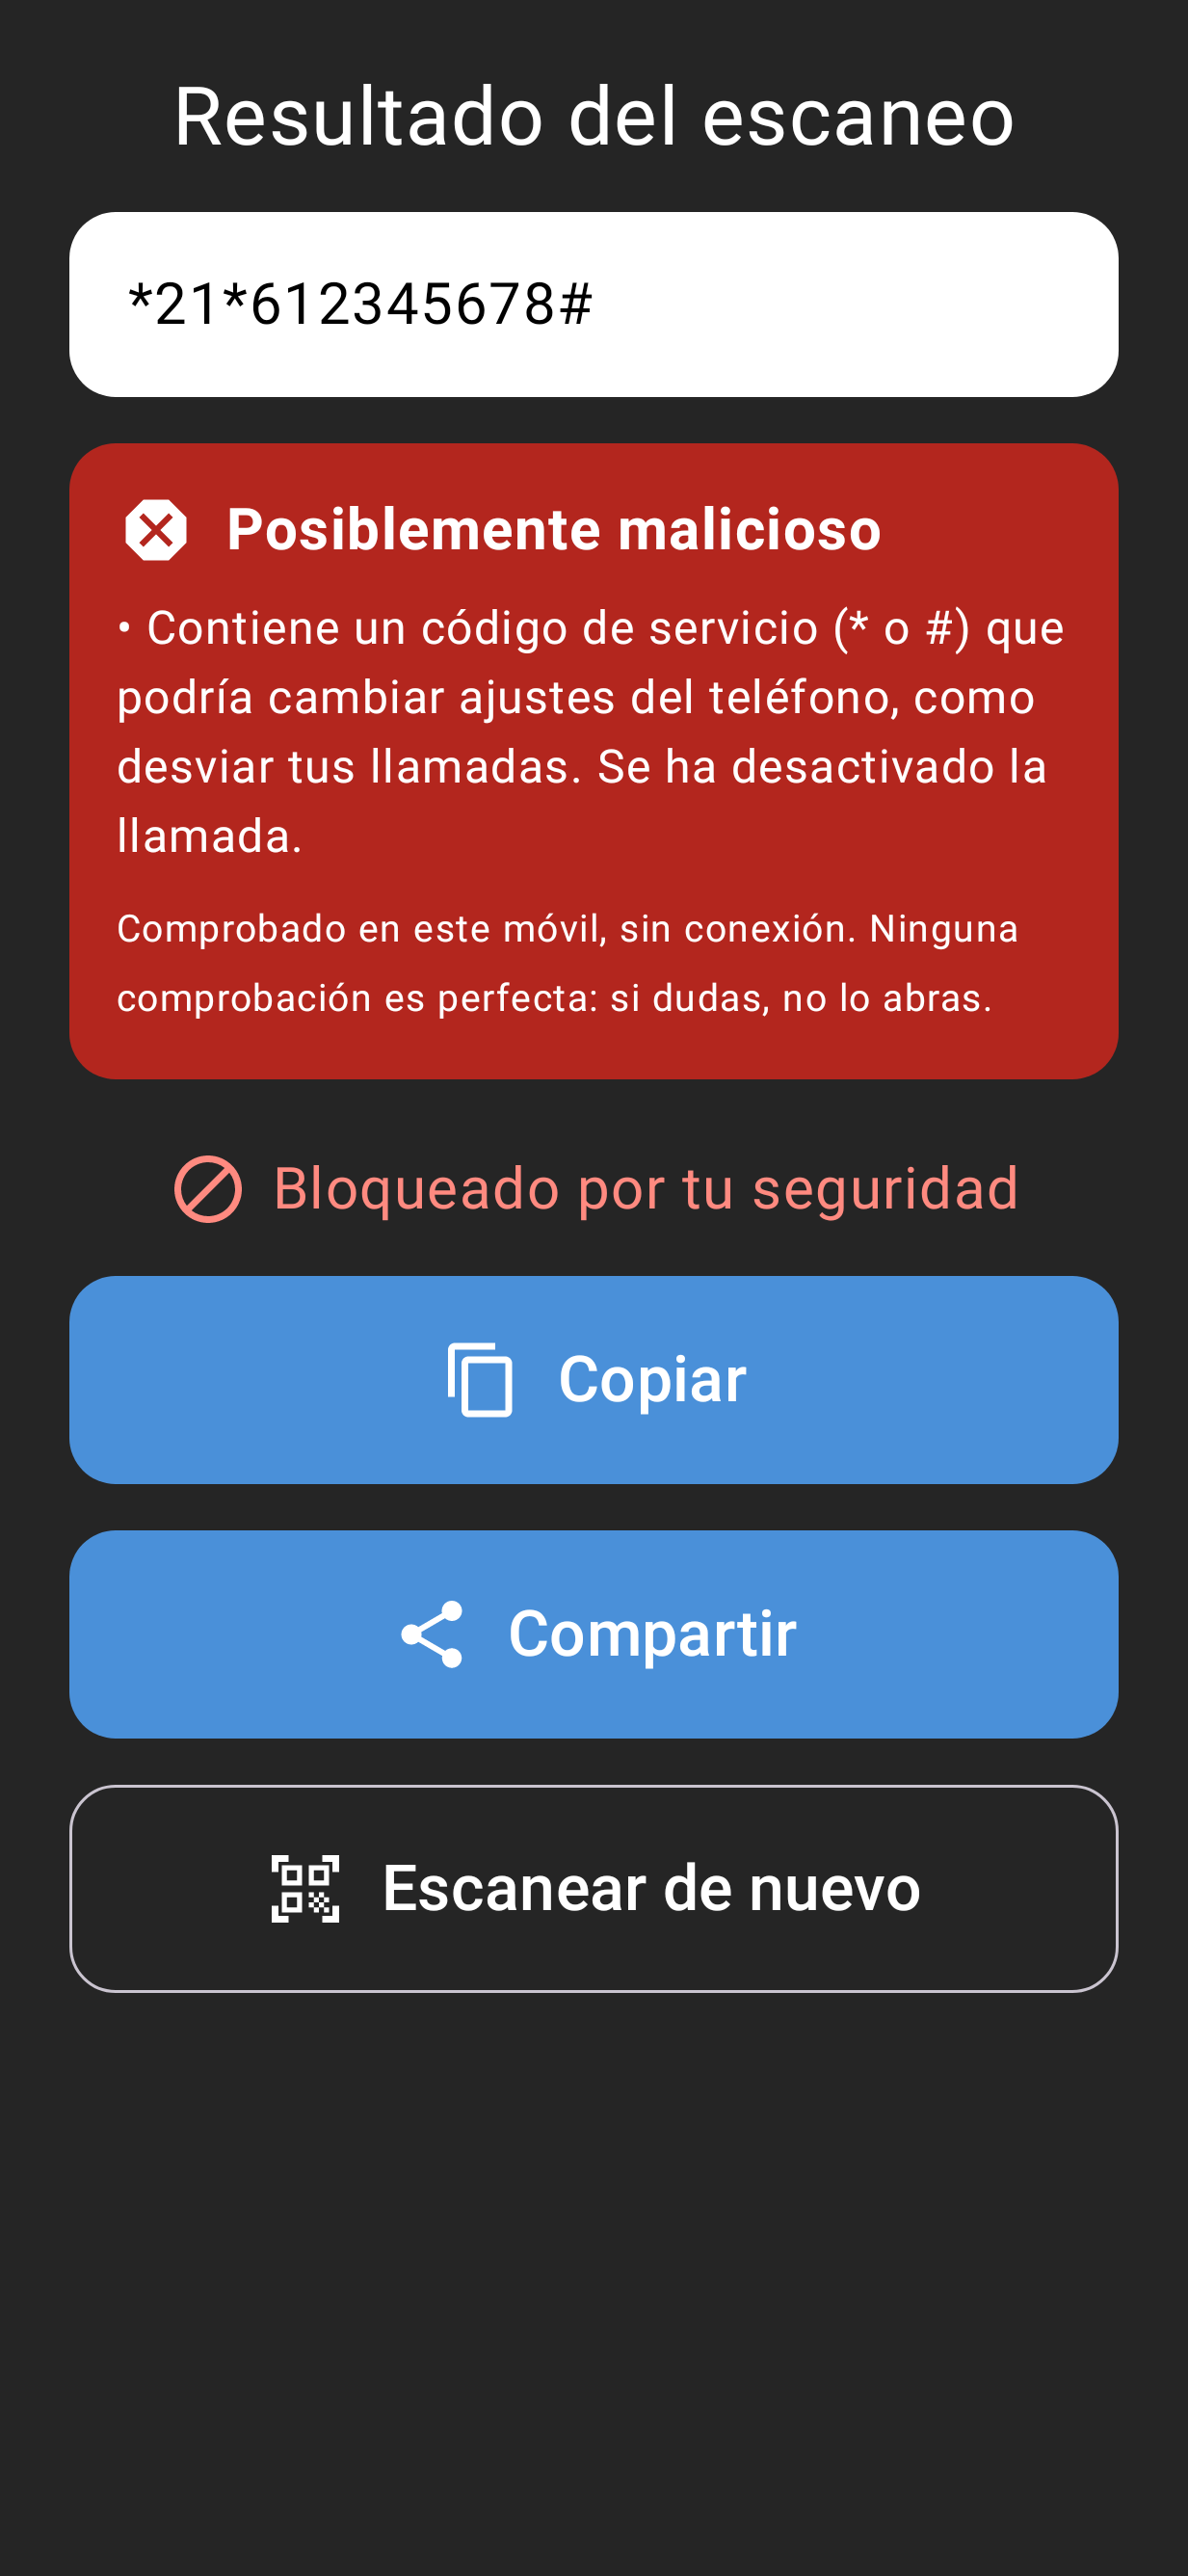 Resultado del escaneo
*21*612345678#
Posiblemente malicioso
• Contiene un código de servicio (* o #) que
podría cambiar ajustes del teléfono, como
desviar tus llamadas. Se ha desactivado la
llamada.
Comprobado en este móvil, sin conexión. Ninguna
comprobación es perfecta: si dudas, no lo abras.
Bloqueado por tu seguridad
Copiar
Compartir
Escanear de nuevo